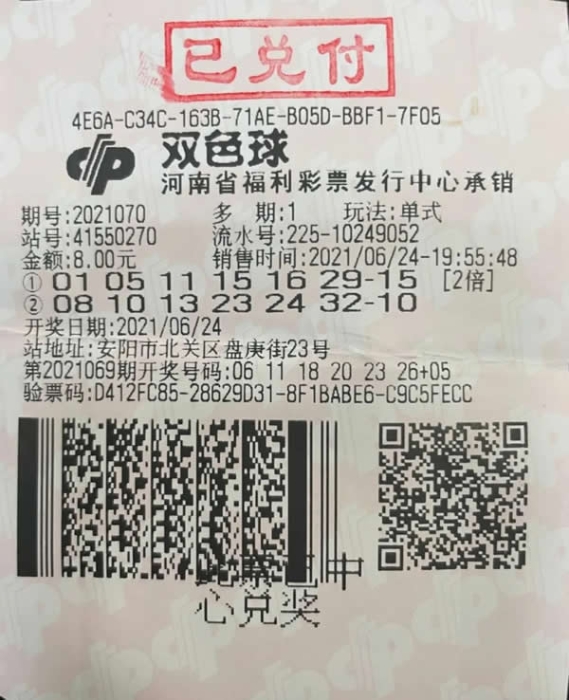 已兑付
4E6A-C34C-163B-71AE-B05D-BBF1-7F05
双色球
河南省福利彩票发行中心承销
期号:2021070 多 期:1 玩法:单式
站号:41550270 流水号:225-10249052
金额:8.00元 销售时间:2021/06/24-19:55:48
① 01 05 11 15 16 29-15 [2倍]
② 08 10 13 23 24 32-10
开奖日期:2021/06/24
站地址:安阳市北关区盘庚街23号
第2021069期开奖号码:06 11 18 20 23 26+05
验票码:D412FC85-28629D31-8F1BABE6-C9C5FECC
此票已中
心兑奖